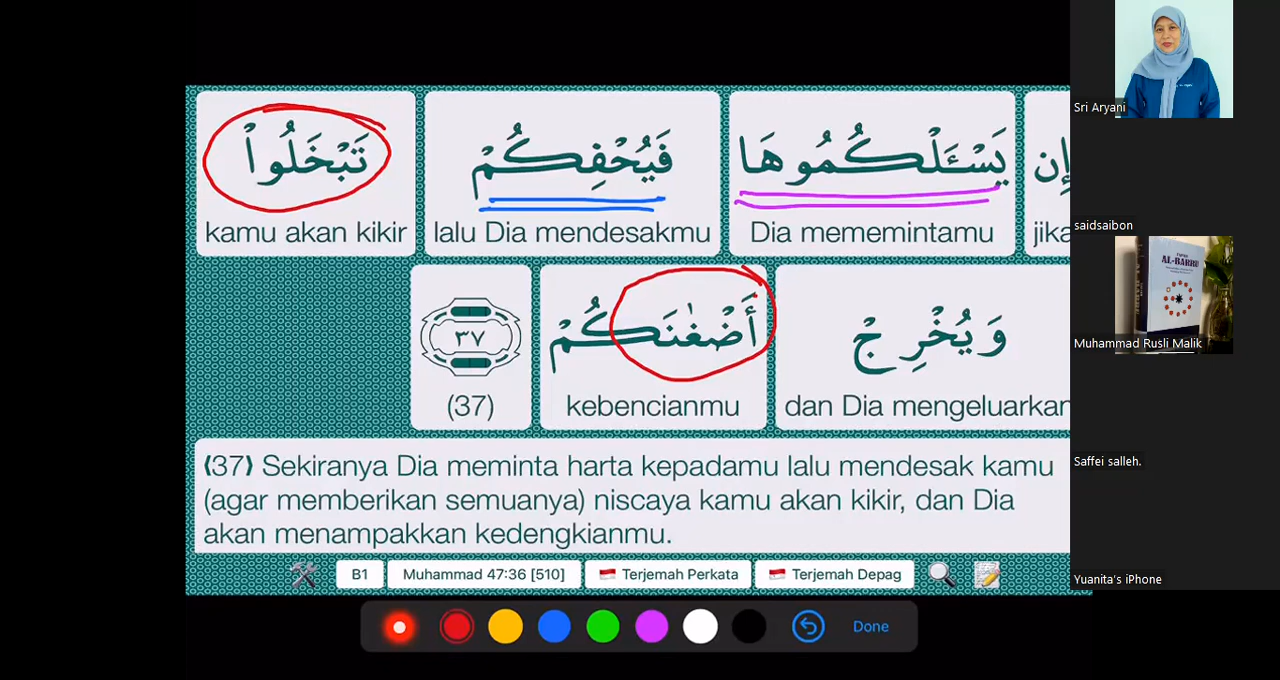 إِن يَسْـَٔلْكُمُوهَا فَيُحْفِكُمْ تَبْخَلُوا۟
jika Dia mememintamu lalu Dia mendesakmu kamu akan kikir
وَيُخْرِجْ أَضْغَٰنَكُمْ ٣٧
dan Dia mengeluarkan kebencianmu (37)
(37) Sekiranya Dia meminta harta kepadamu lalu mendesak kamu
(agar memberikan semuanya) niscaya kamu akan kikir, dan Dia
akan menampakkan kedengkianmu.
B1 Muhammad 47:36 [510] Terjemah Perkata Terjemah Depag
Done
Sri Aryani
saidsaibon
AL-BARRU
Muhammad Rusli Malik
Saffei salleh.
Yuanita's iPhone